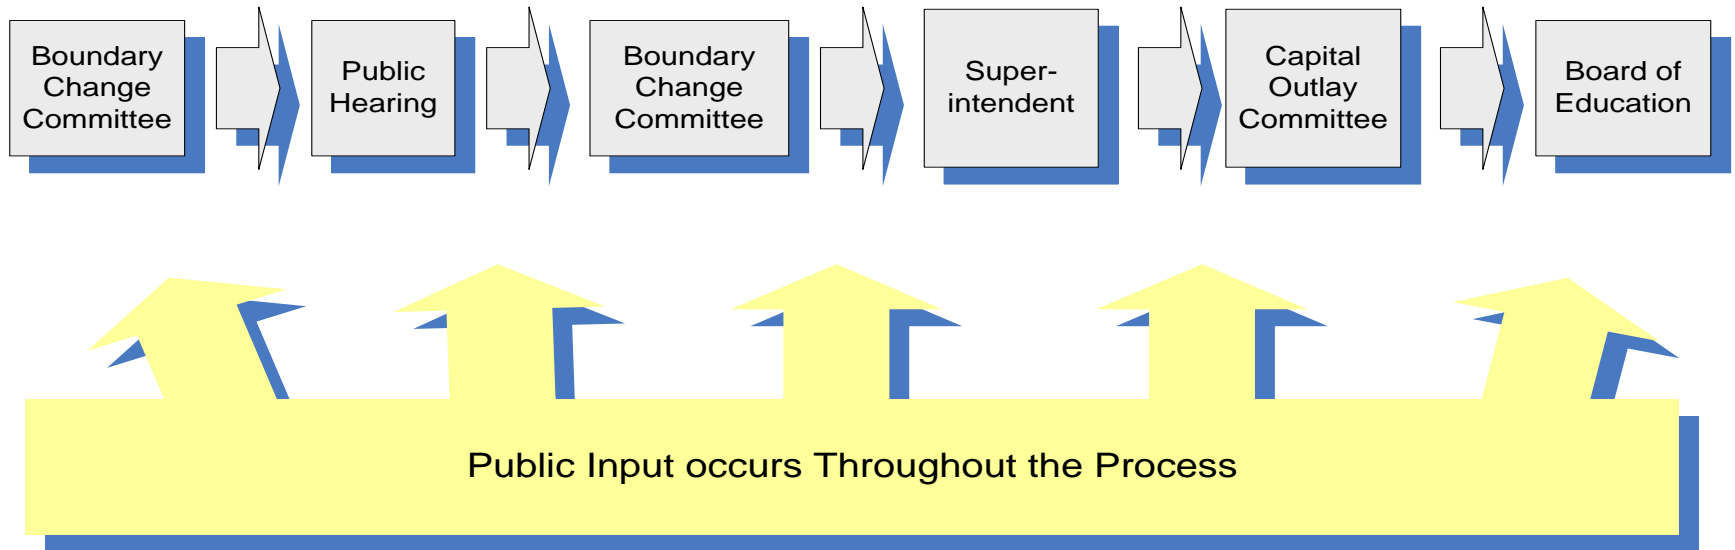 Boundary
Change
Committee
Public
Hearing
Boundary
Change
Committee
Super-
intendent
Capital
Outlay
Committee
Board of
Education
Public Input occurs Throughout the Process